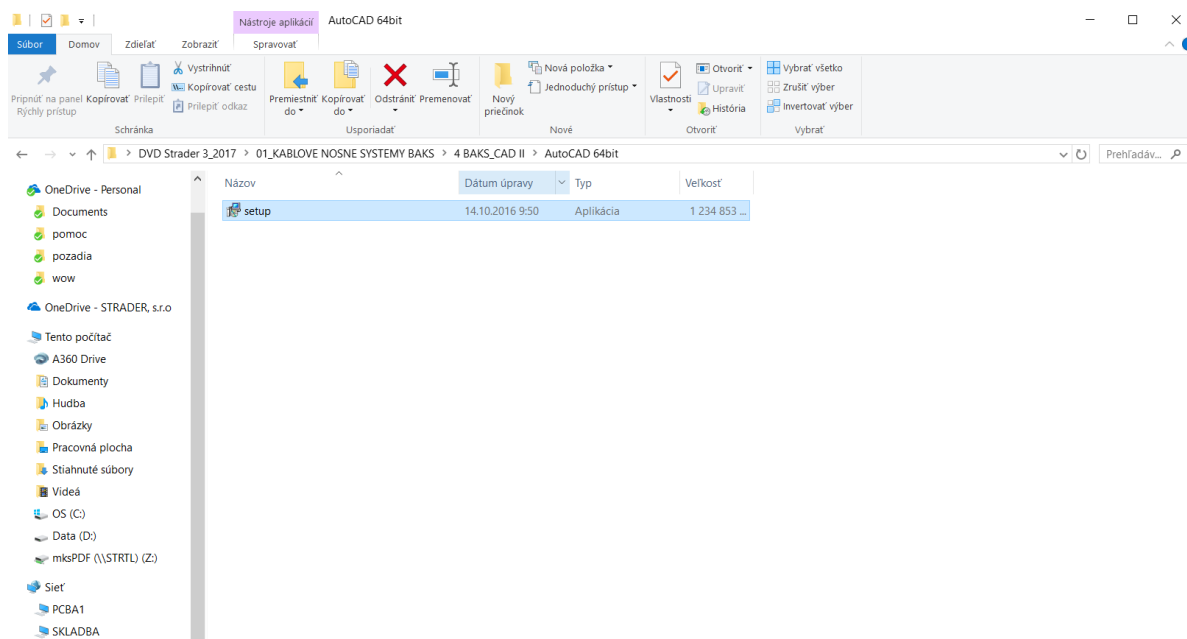 Nástroje aplikácií AutoCAD 64bit
Súbor Domov Zdieľať Zobraziť Spravovať
Pripnúť na panel Rýchly prístup
Kopírovať
Prilepiť
Vystrihnúť
Kopírovať cestu
Prilepiť odkaz
Schránka
Premiestniť do
Kopírovať do
Odstrániť
Premenovať
Usporiadať
Nový priečinok
Nová položka
Jednoduchý prístup
Nové
Vlastnosti
Otvoriť
Upraviť
História
Otvoriť
Vybrať všetko
Zrušiť výber
Invertovať výber
Vybrať
DVD Strader 3_2017 > 01_KABLOVE NOSNE SYSTEMY BAKS > 4 BAKS_CAD II > AutoCAD 64bit
Prehľadáv...
OneDrive - Personal
Documents
pomoc
pozadia
wow
OneDrive - STRADER, s.r.o
Tento počítač
A360 Drive
Dokumenty
Hudba
Obrázky
Pracovná plocha
Stiahnuté súbory
Videá
OS (C:)
Data (D:)
mksPDF (\\STRTL) (Z:)
Sieť
PCBA1
SKLADBA
Názov Dátum úpravy Typ Veľkosť
setup 14.10.2016 9:50 Aplikácia 1 234 853 ...